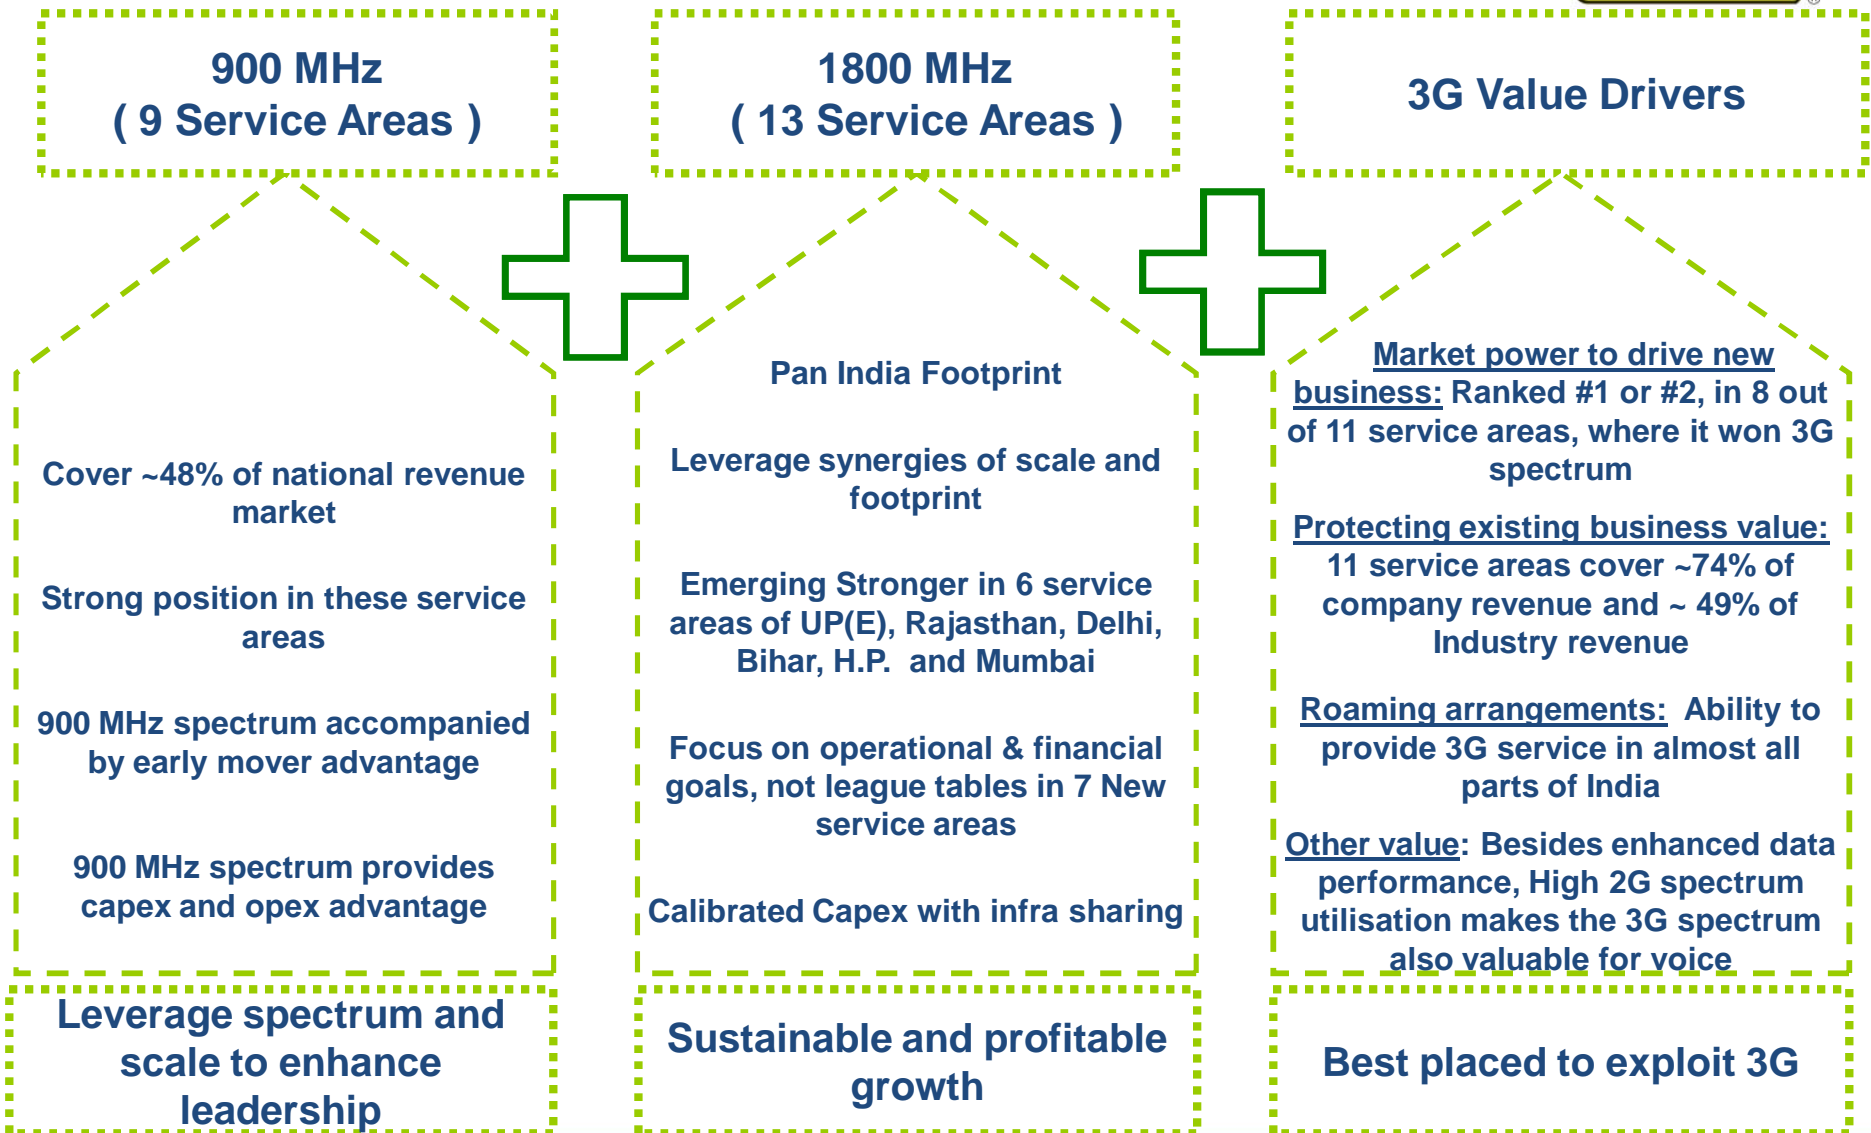 ®
900 MHz
( 9 Service Areas )
Cover ~48% of national revenue
market
Strong position in these service
areas
900 MHz spectrum accompanied
by early mover advantage
900 MHz spectrum provides
capex and opex advantage
Leverage spectrum and
scale to enhance
leadership
1800 MHz
( 13 Service Areas )
Pan India Footprint
Leverage synergies of scale and
footprint
Emerging Stronger in 6 service
areas of UP(E), Rajasthan, Delhi,
Bihar, H.P. and Mumbai
Focus on operational & financial
goals, not league tables in 7 New
service areas
Calibrated Capex with infra sharing
Sustainable and profitable
growth
3G Value Drivers
Market power to drive new
business: Ranked #1 or #2, in 8 out
of 11 service areas, where it won 3G
spectrum
Protecting existing business value:
11 service areas cover ~74% of
company revenue and ~ 49% of
Industry revenue
Roaming arrangements: Ability to
provide 3G service in almost all
parts of India
Other value: Besides enhanced data
performance, High 2G spectrum
utilisation makes the 3G spectrum
also valuable for voice
Best placed to exploit 3G